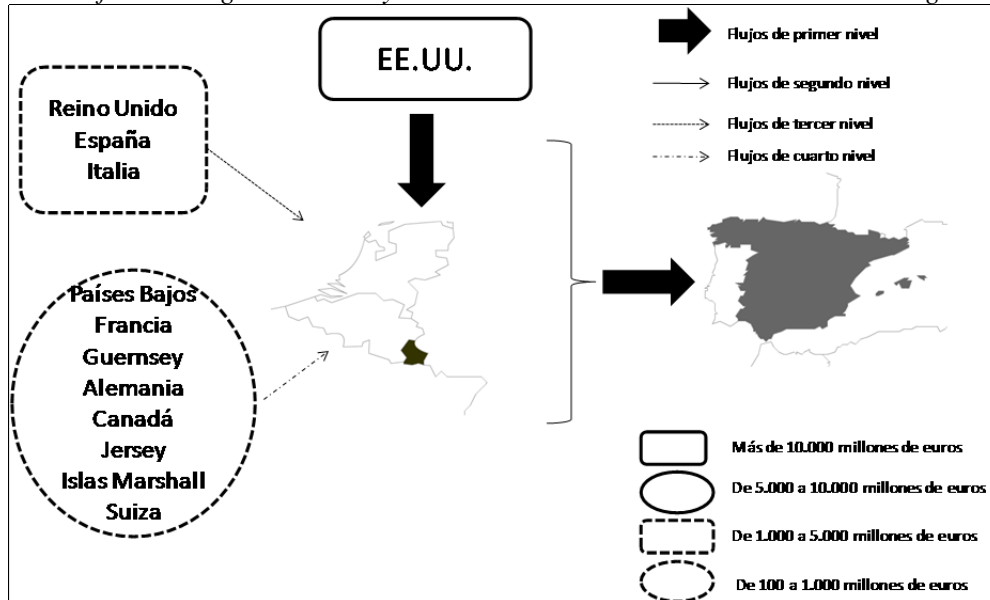 EE.UU.
Reino Unido
España
Italia
Países Bajos
Francia
Guernsey
Alemania
Canadá
Jersey
Islas Marshall
Suiza
Flujos de primer nivel
Flujos de segundo nivel
Flujos de tercer nivel
Flujos de cuarto nivel
Más de 10.000 millones de euros
De 5.000 a 10.000 millones de euros
De 1.000 a 5.000 millones de euros
De 100 a 1.000 millones de euros